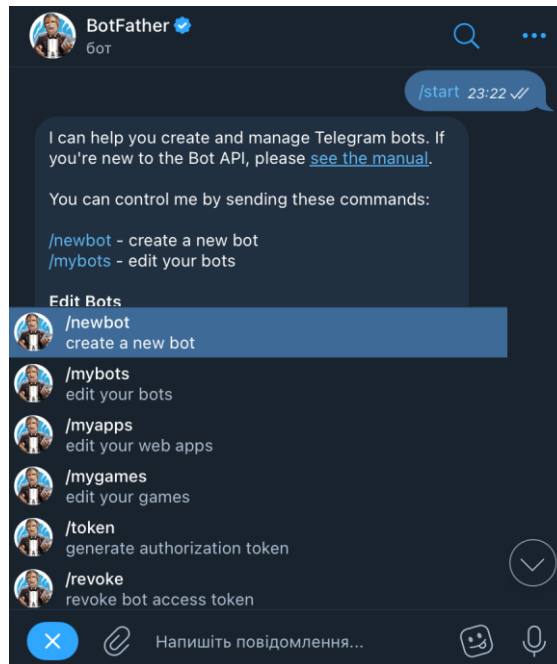 BotFather
бот
/start 23:22
I can help you create and manage Telegram bots. If
you're new to the Bot API, please see the manual.
You can control me by sending these commands:
/newbot - create a new bot
/mybots - edit your bots
Edit Bots
/newbot
create a new bot
/mybots
edit your bots
/myapps
edit your web apps
/mygames
edit your games
/token
generate authorization token
/revoke
revoke bot access token
Напишіть повідомлення...